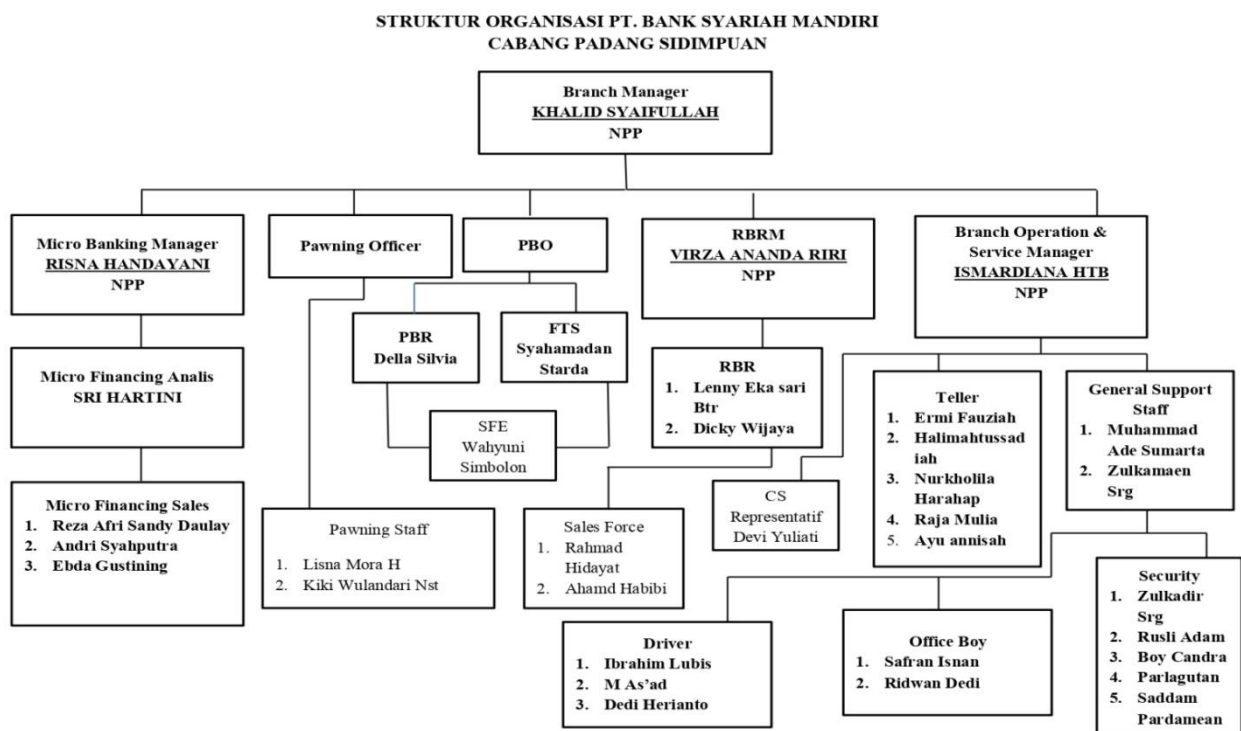 STRUKTUR ORGANISASI PT. BANK SYARIAH MANDIRI
CABANG PADANG SIDIMPUAN
Branch Manager
KHALID SYAIFULLAH
NPP
Micro Banking Manager
RISNA HANDAYANI
NPP
Pawning Officer
PBO
RBRM
VIRZA ANANDA RIRI
NPP
Branch Operation &
Service Manager
ISMARDIANA HTB
NPP
PBR
Della Silvia
FTS
Syahamadan
Starda
Micro Financing Analis
SRI HARTINI
RBR
1. Lenny Eka sari
Btr
2. Dicky Wijaya
Teller
1. Ermi Fauziah
2. Halimahtussad
iah
3. Nurkholila
Harahap
4. Raja Mulia
5. Ayu annisah
General Support
Staff
1. Muhammad
Ade Sumarta
2. Zulkamaen
Srg
SFE
Wahyuni
Simbolon
CS
Representatif
Devi Yuliati
Micro Financing Sales
1. Reza Afri Sandy Daulay
2. Andri Syahputra
3. Ebda Gustining
Pawning Staff
1. Lisna Mora H
2. Kiki Wulandari Nst
Sales Force
1. Rahmad
Hidayat
2. Ahamd Habibi
Driver
1. Ibrahim Lubis
2. M As’ad
3. Dedi Herianto
Office Boy
1. Safran Isnan
2. Ridwan Dedi
Security
1. Zulkadir
Srg
2. Rusli Adam
3. Boy Candra
4. Parlagutan
5. Saddam
Pardamean